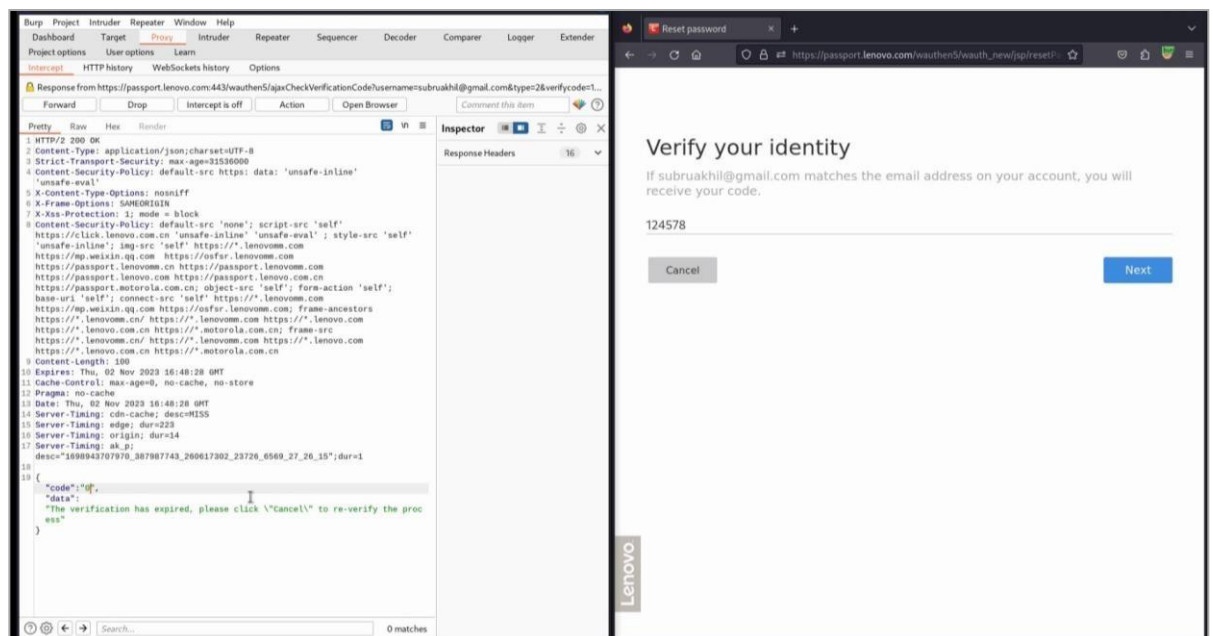 Burp Project Intruder Repeater Window Help
Dashboard Target Proxy Intruder Repeater Sequencer Decoder Comparer Logger Extender
Project options User options Learn
Intercept HTTP history WebSockets history Options
Response from https://passport.lenovo.com:443/wauthen5/ajaxCheckVerificationCode?username=subruakhil@gmail.com&type=2&verifycode=1...
Forward Drop Intercept is off Action Open Browser Comment this item
Pretty Raw Hex Render \n
Inspector
Response Headers 16
1 HTTP/2 200 OK
2 Content-Type: application/json;charset=UTF-8
3 Strict-Transport-Security: max-age=31536000
4 Content-Security-Policy: default-src https: data: 'unsafe-inline'
'unsafe-eval'
5 X-Content-Type-Options: nosniff
6 X-Frame-Options: SAMEORIGIN
7 X-Xss-Protection: 1; mode = block
8 Content-Security-Policy: default-src 'none'; script-src 'self'
https://click.lenovo.com.cn 'unsafe-inline' 'unsafe-eval' ; style-src 'self'
'unsafe-inline'; img-src 'self' https://*.lenovomm.com
https://mp.weixin.qq.com https://osfsr.lenovomm.com
https://passport.lenovomm.cn https://passport.lenovomm.com
https://passport.lenovo.com https://passport.lenovo.com.cn
https://passport.motorola.com.cn; object-src 'self'; form-action 'self';
base-uri 'self'; connect-src 'self' https://*.lenovomm.com
https://mp.weixin.qq.com https://osfsr.lenovomm.com; frame-ancestors
https://*.lenovomm.cn/ https://*.lenovomm.com https://*.lenovo.com
https://*.lenovo.com.cn https://*.motorola.com.cn; frame-src
https://*.lenovomm.cn/ https://*.lenovomm.com https://*.lenovo.com
https://*.lenovo.com.cn https://*.motorola.com.cn
9 Content-Length: 100
10 Expires: Thu, 02 Nov 2023 16:48:28 GMT
11 Cache-Control: max-age=0, no-cache, no-store
12 Pragma: no-cache
13 Date: Thu, 02 Nov 2023 16:48:28 GMT
14 Server-Timing: cdn-cache; desc=MISS
15 Server-Timing: edge; dur=223
16 Server-Timing: origin; dur=14
17 Server-Timing: ak_p;
desc="1698943707970_387987743_260617302_23726_6569_27_26_15";dur=1
18
19 {
"code":"0",
"data":
"The verification has expired, please click \"Cancel\" to re-verify the proc
ess"
}
Search... 0 matches
Reset password
https://passport.lenovo.com/wauthen5/wauth_new/jsp/resetPa
Verify your identity
If subruakhil@gmail.com matches the email address on your account, you will
receive your code.
124578
Cancel Next
Lenovo